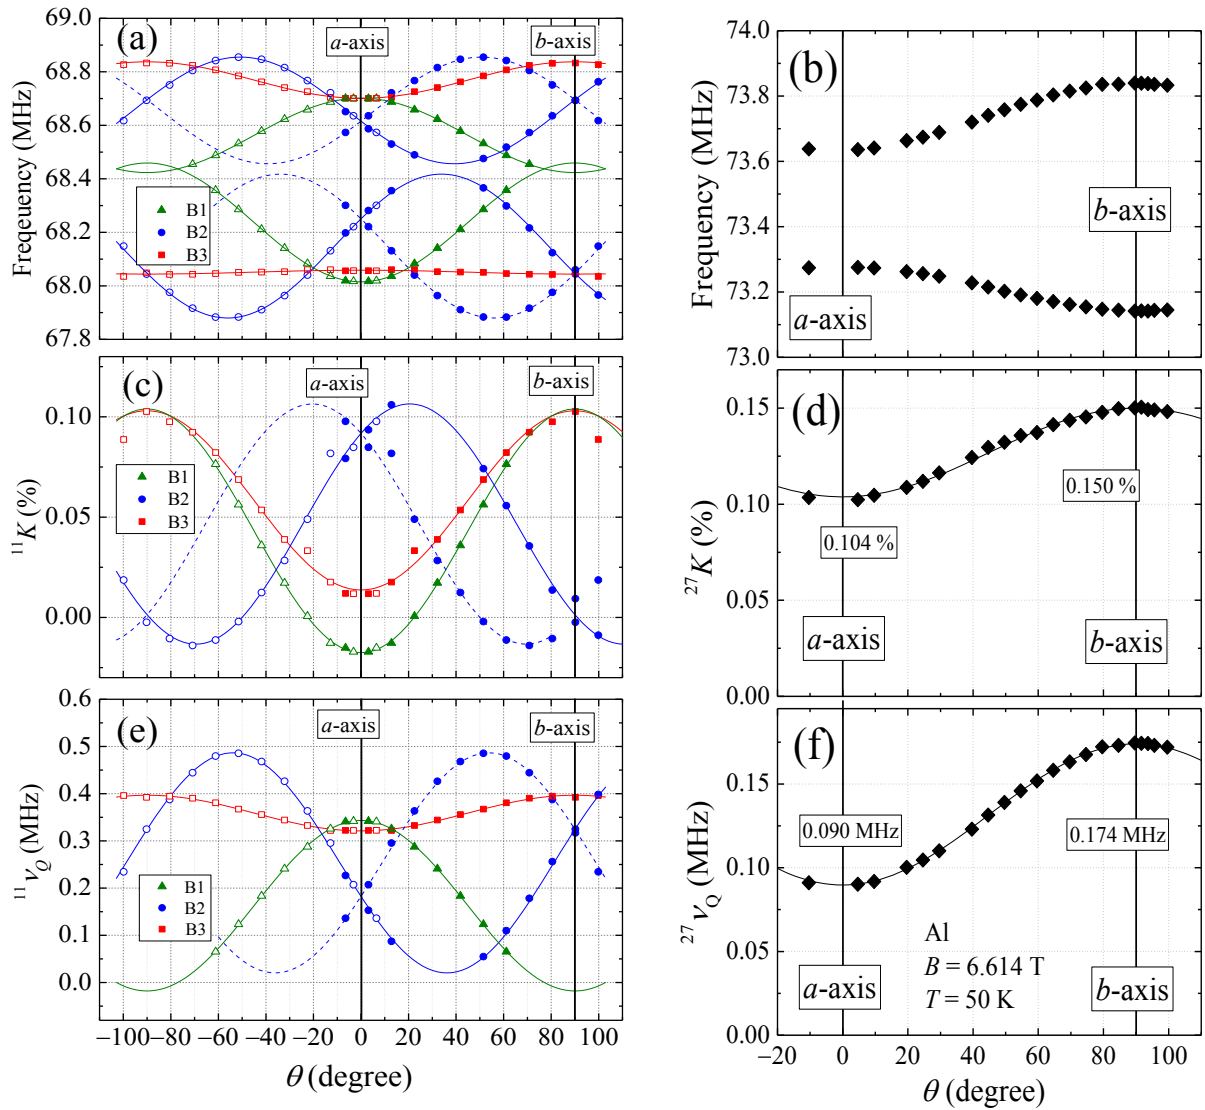 (a)
a-axis
b-axis
69.0
68.8
68.6
68.4
68.2
68.0
67.8
Freqeuency (MHz)
B1
B2
B3
(c)
a-axis
b-axis
0.10
0.05
0.00
¹¹K (%)
B1
B2
B3
(e)
a-axis
b-axis
0.6
0.5
0.4
0.3
0.2
0.1
0.0
¹¹ν_Q (MHz)
B1
B2
B3
−100 −80 −60 −40 −20 0 20 40 60 80 100
θ (degree)
(b)
74.0
73.8
73.6
73.4
73.2
73.0
Frequency (MHz)
b-axis
a-axis
(d)
0.15
0.10
0.05
0.00
²⁷K (%)
0.150 %
0.104 %
a-axis
b-axis
(f)
0.15
0.10
0.05
0.00
²⁷ν_Q (MHz)
0.090 MHz
0.174 MHz
Al
B = 6.614 T
T = 50 K
a-axis
b-axis
−20 0 20 40 60 80 100
θ (degree)